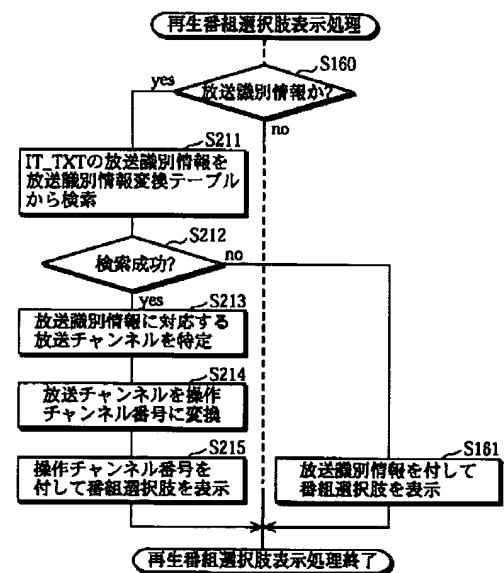 再生番組選択肢表示処理
S160
yes
放送識別情報か?
no
S211
IT_TXTの放送識別情報を
放送識別情報変換テーブル
から検索
S212
検索成功?
no
yes
S213
放送識別情報に対応する
放送チャンネルを特定
S214
放送チャンネルを操作
チャンネル番号に変換
S215
操作チャンネル番号を
付して番組選択肢を表示
S161
放送識別情報を付して
番組選択肢を表示
再生番組選択肢表示処理終了